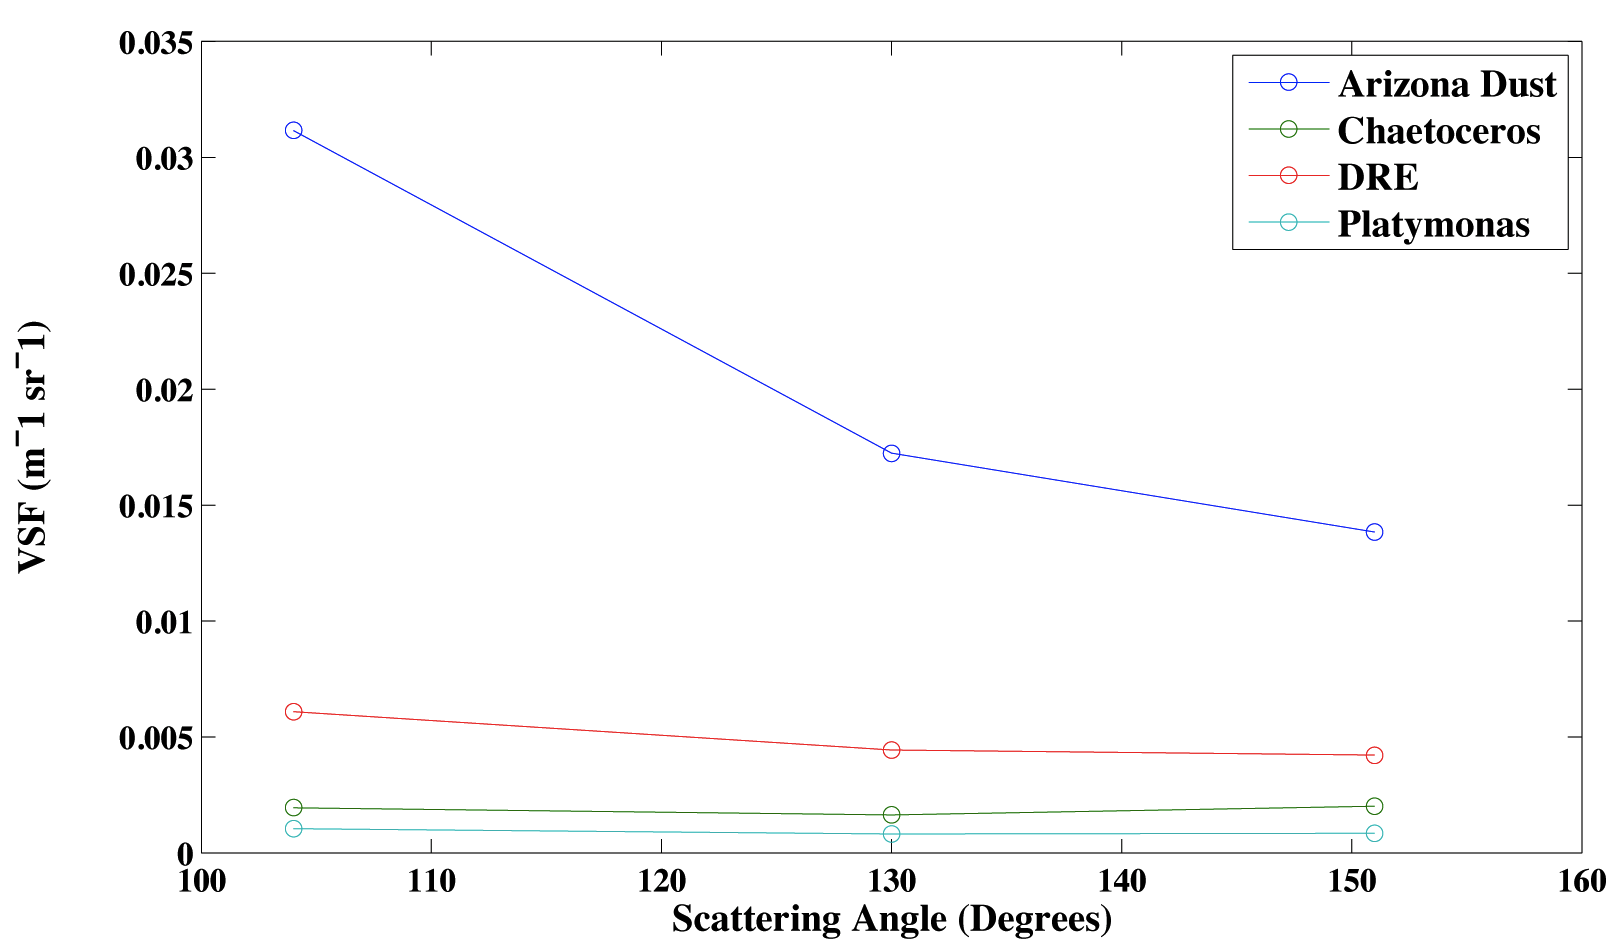 0.035
0.03
0.025
0.02
0.015
0.01
0.005
0
VSF (m¯1 sr¯1)
100 110 120 130 140 150 160
Scattering Angle (Degrees)
Arizona Dust
Chaetoceros
DRE
Platymonas